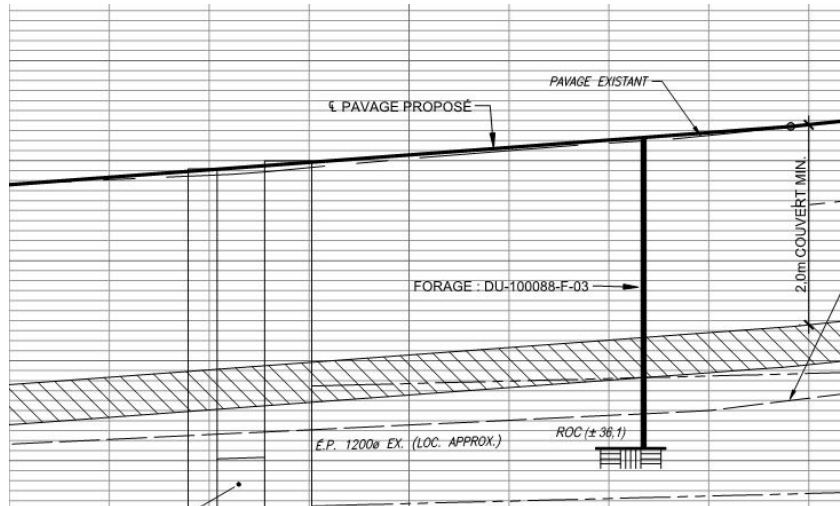 PAVAGE EXISTANT
℄ PAVAGE PROPOSÉ
2,0m COUVERT MIN.
FORAGE : DU-100088-F-03
ROC (± 36,1)
É.P. 1200ø EX. (LOC. APPROX.)